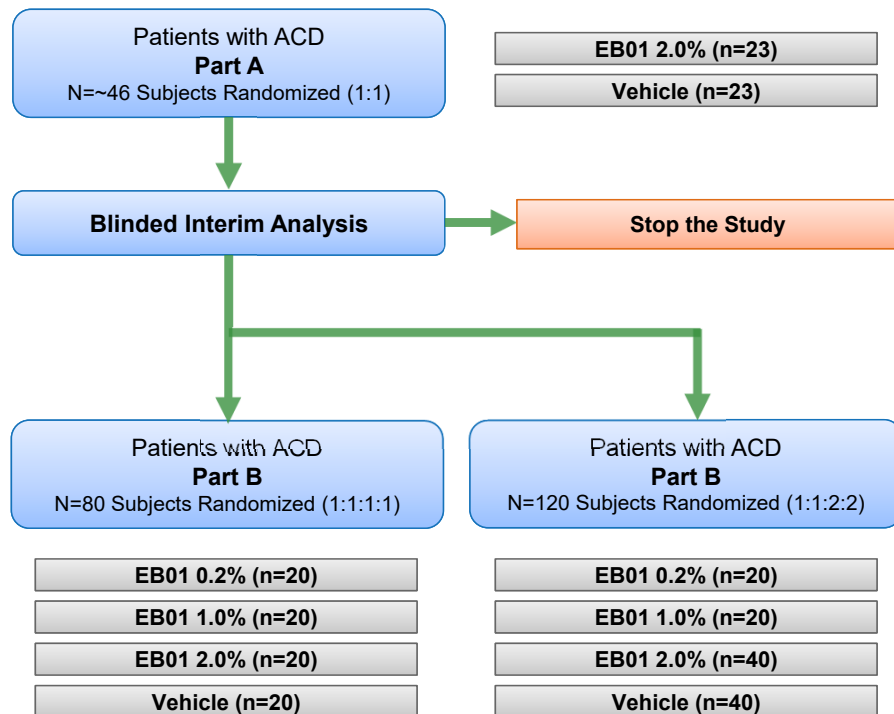 Patients with ACD
Part A
N=~46 Subjects Randomized (1:1)
EB01 2.0% (n=23)
Vehicle (n=23)
Blinded Interim Analysis
Stop the Study
Patients with ACD
Part B
N=80 Subjects Randomized (1:1:1:1)
EB01 0.2% (n=20)
EB01 1.0% (n=20)
EB01 2.0% (n=20)
Vehicle (n=20)
Patients with ACD
Part B
N=120 Subjects Randomized (1:1:2:2)
EB01 0.2% (n=20)
EB01 1.0% (n=20)
EB01 2.0% (n=40)
Vehicle (n=40)